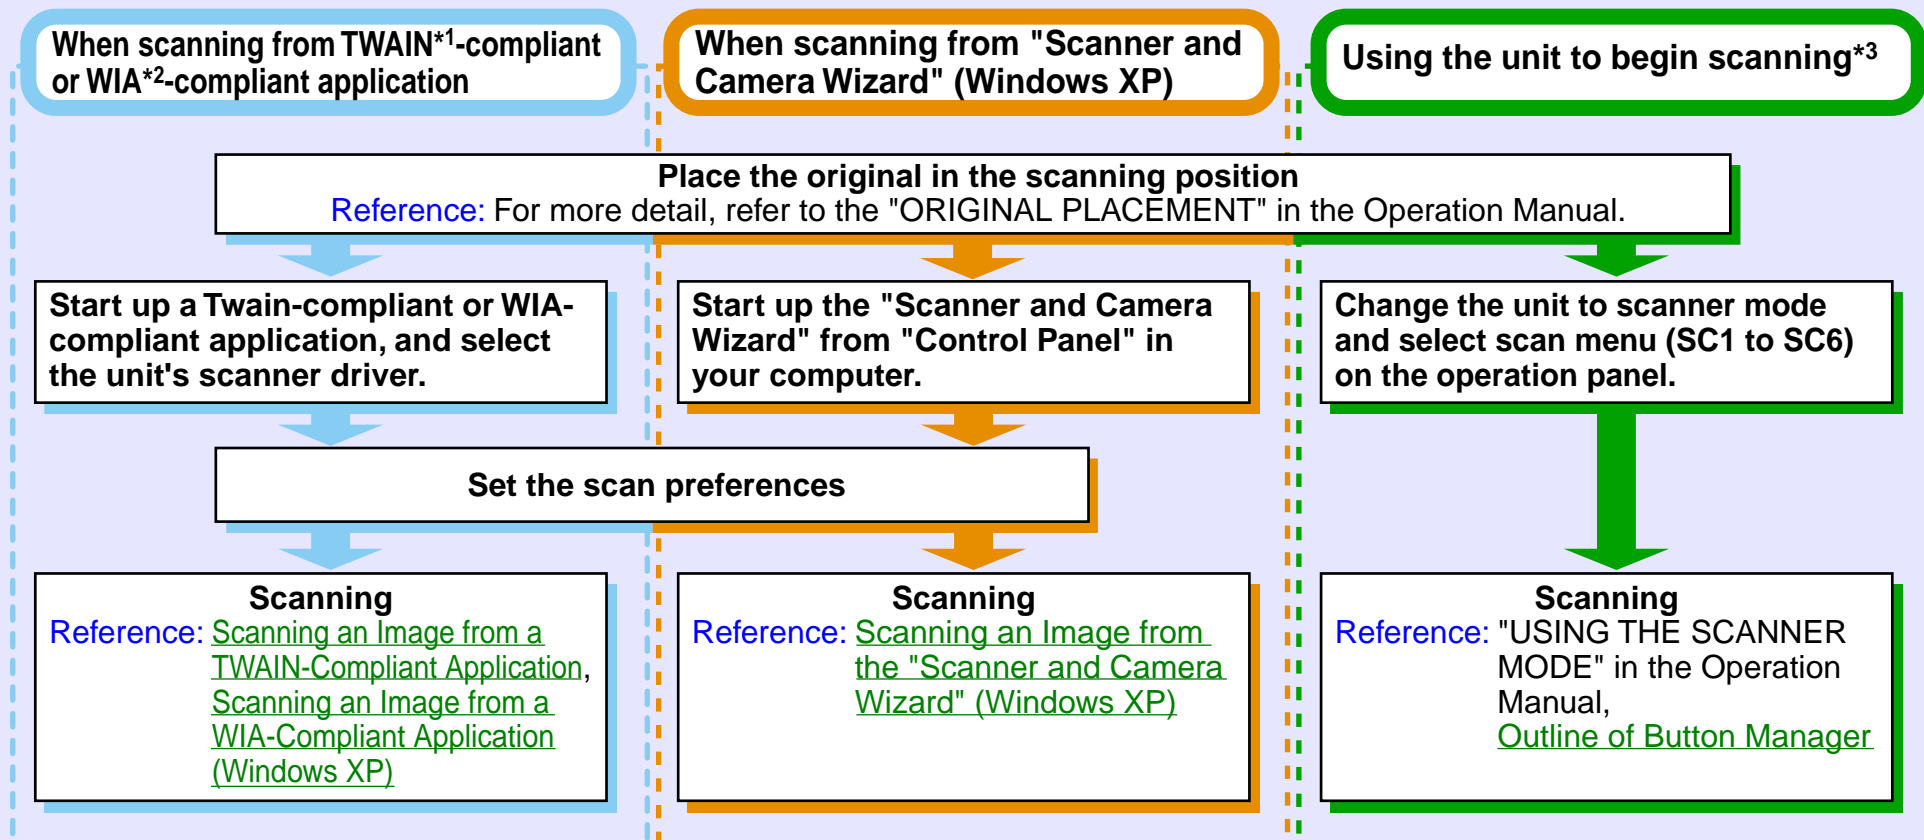 When scanning from TWAIN*1-compliant
or WIA*2-compliant application
When scanning from "Scanner and
Camera Wizard" (Windows XP)
Using the unit to begin scanning*3
Place the original in the scanning position
Reference: For more detail, refer to the "ORIGINAL PLACEMENT" in the Operation Manual.
Start up a Twain-compliant or WIA-
compliant application, and select
the unit's scanner driver.
Start up the "Scanner and Camera
Wizard" from "Control Panel" in
your computer.
Change the unit to scanner mode
and select scan menu (SC1 to SC6)
on the operation panel.
Set the scan preferences
Scanning
Reference: Scanning an Image from a
TWAIN-Compliant Application,
Scanning an Image from a
WIA-Compliant Application
(Windows XP)
Scanning
Reference: Scanning an Image from
the "Scanner and Camera
Wizard" (Windows XP)
Scanning
Reference: "USING THE SCANNER
MODE" in the Operation
Manual,
Outline of Button Manager